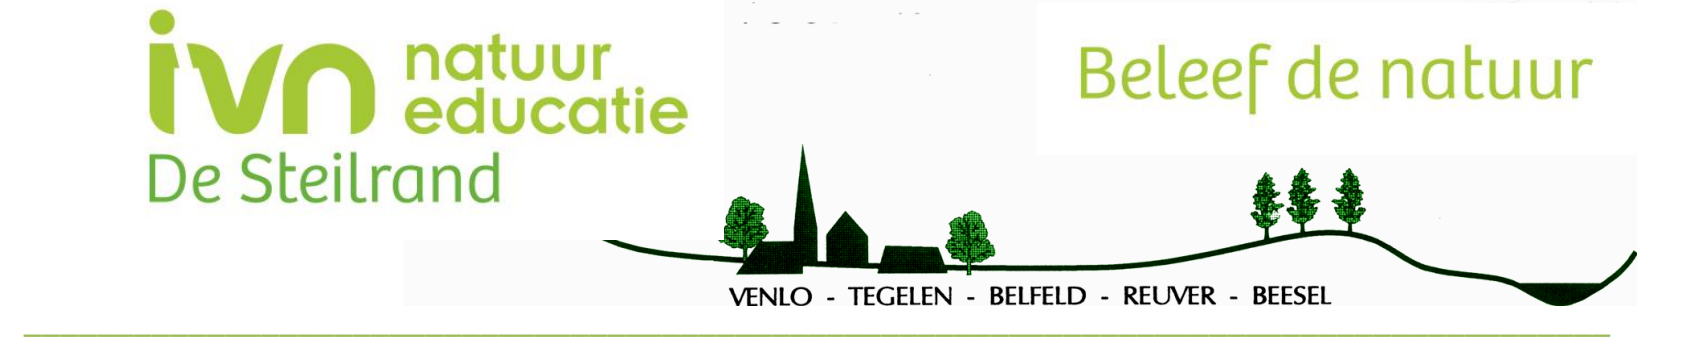 ivn natuur
educatie
De Steilrand
Beleef de natuur
VENLO - TEGELEN - BELFELD - REUVER - BEESEL